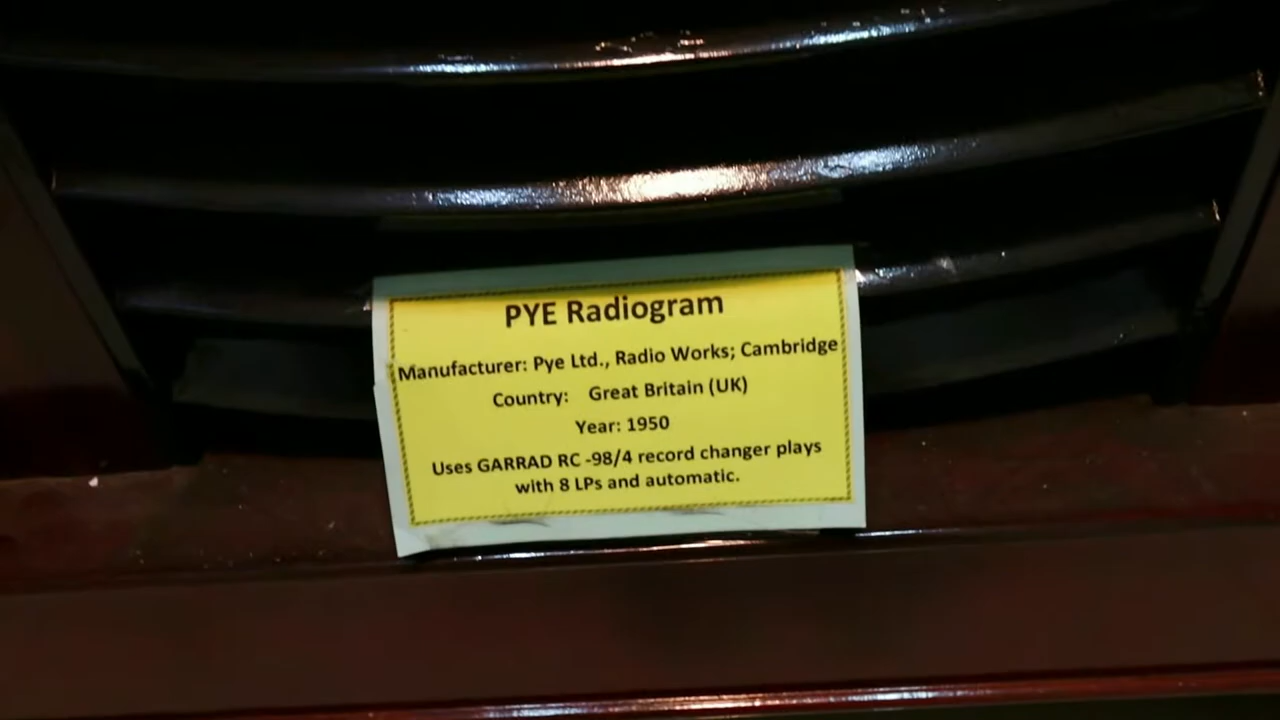 PYE Radiogram
Manufacturer: Pye Ltd., Radio Works; Cambridge
Country: Great Britain (UK)
Year: 1950
Uses GARRAD RC -98/4 record changer plays
with 8 LPs and automatic.